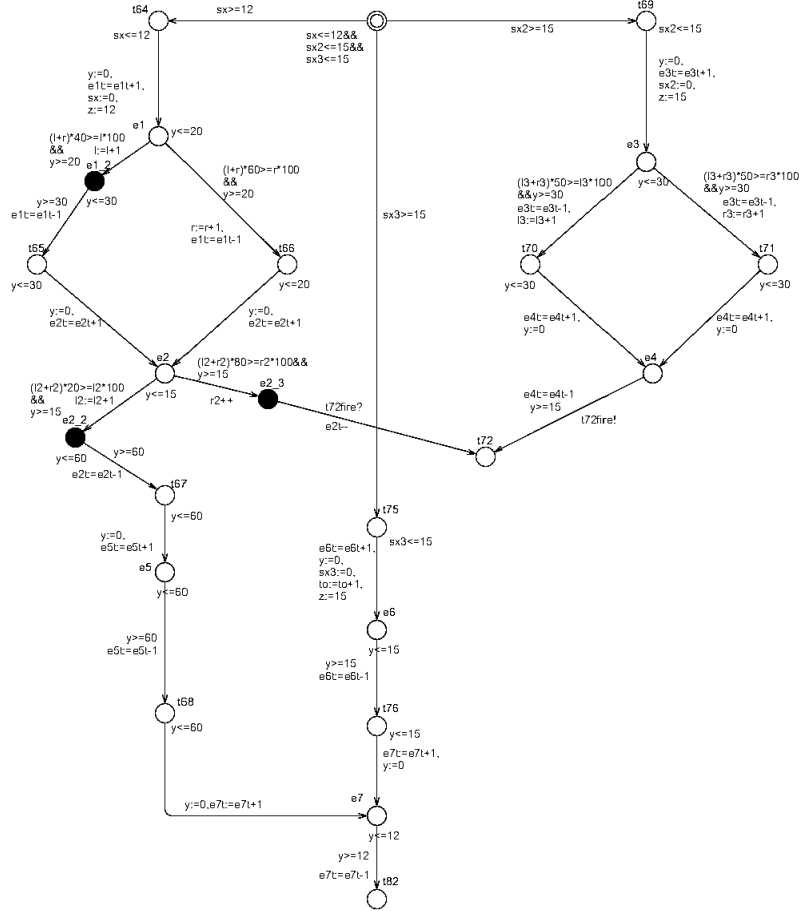 t64
sx>=12
sx<=12
sx<=12&&
sx2<=15&&
sx3<=15
sx2>=15
t69
sx2<=15
y:=0,
e1t:=e1t+1,
sx:=0,
z:=12
y:=0,
e3t:=e3t+1,
sx2:=0,
z:=15
e1
y<=20
(l+r)*40>=l*100
&& l:=l+1
y>=20
e1_2
y<=30
(l+r)*60>=r*100
&&
y>=20
e3
y<=30
(l3+r3)*50>=l3*100
&&y>=30
e3t:=e3t-1,
l3:=l3+1
(l3+r3)*50>=r3*100
&&y>=30
e3t:=e3t-1,
r3:=r3+1
y>=30
e1t:=e1t-1
r:=r+1,
e1t:=e1t-1
sx3>=15
t65
y<=30
t66
y<=20
t70
y<=30
t71
y<=30
y:=0,
e2t:=e2t+1
y:=0,
e2t:=e2t+1
e4t:=e4t+1,
y:=0
e4t:=e4t+1,
y:=0
e2
y<=15
(l2+r2)*80>=r2*100&&
y>=15
r2++
e2_3
e4
(l2+r2)*20>=l2*100
&& l2:=l2+1
y>=15
e2_2
y<=60
t72fire?
e2t--
e4t:=e4t-1
y>=15
t72fire!
t72
y>=60
e2t:=e2t-1
t67
y<=60
t75
sx3<=15
y:=0,
e5t:=e5t+1
e6t:=e6t+1,
y:=0,
sx3:=0,
to:=to+1,
z:=15
e5
y<=60
e6
y<=15
y>=60
e5t:=e5t-1
y>=15
e6t:=e6t-1
t68
y<=60
t76
y<=15
e7t:=e7t+1,
y:=0
y:=0,e7t:=e7t+1
e7
y<=12
y>=12
e7t:=e7t-1
t82